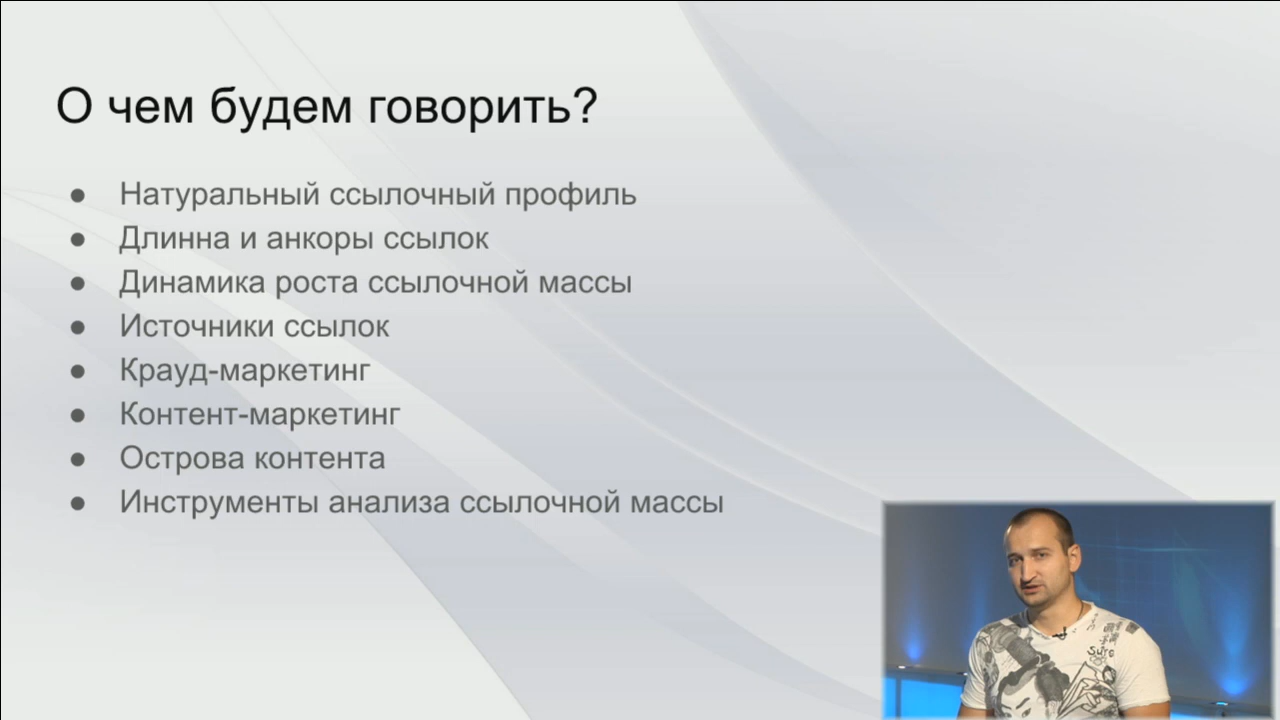 О чем будем говорить?
● Натуральный ссылочный профиль
● Длинна и анкоры ссылок
● Динамика роста ссылочной массы
● Источники ссылок
● Крауд-маркетинг
● Контент-маркетинг
● Острова контента
● Инструменты анализа ссылочной массы